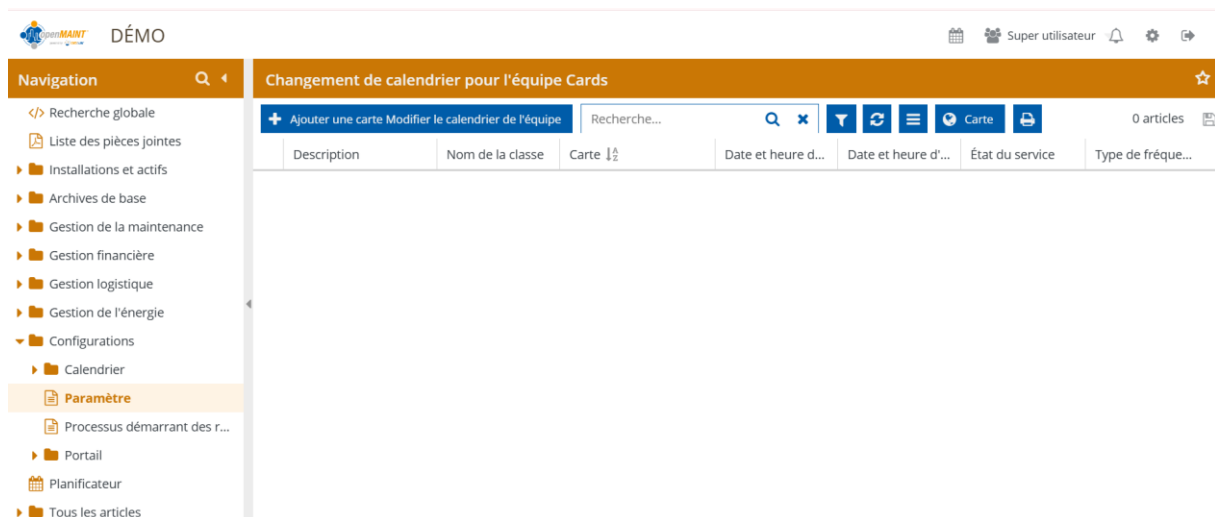 openMAINT DÉMO Super utilisateur
Navigation
Changement de calendrier pour l'équipe Cards
</> Recherche globale
Liste des pièces jointes
Installations et actifs
Archives de base
Gestion de la maintenance
Gestion financière
Gestion logistique
Gestion de l'énergie
Configurations
Calendrier
Paramètre
Processus démarrant des r...
Portail
Planificateur
Tous les articles
Ajouter une carte Modifier le calendrier de l'équipe Recherche... Carte 0 articles
Description Nom de la classe Carte Date et heure d... Date et heure d'... État du service Type de fréque...